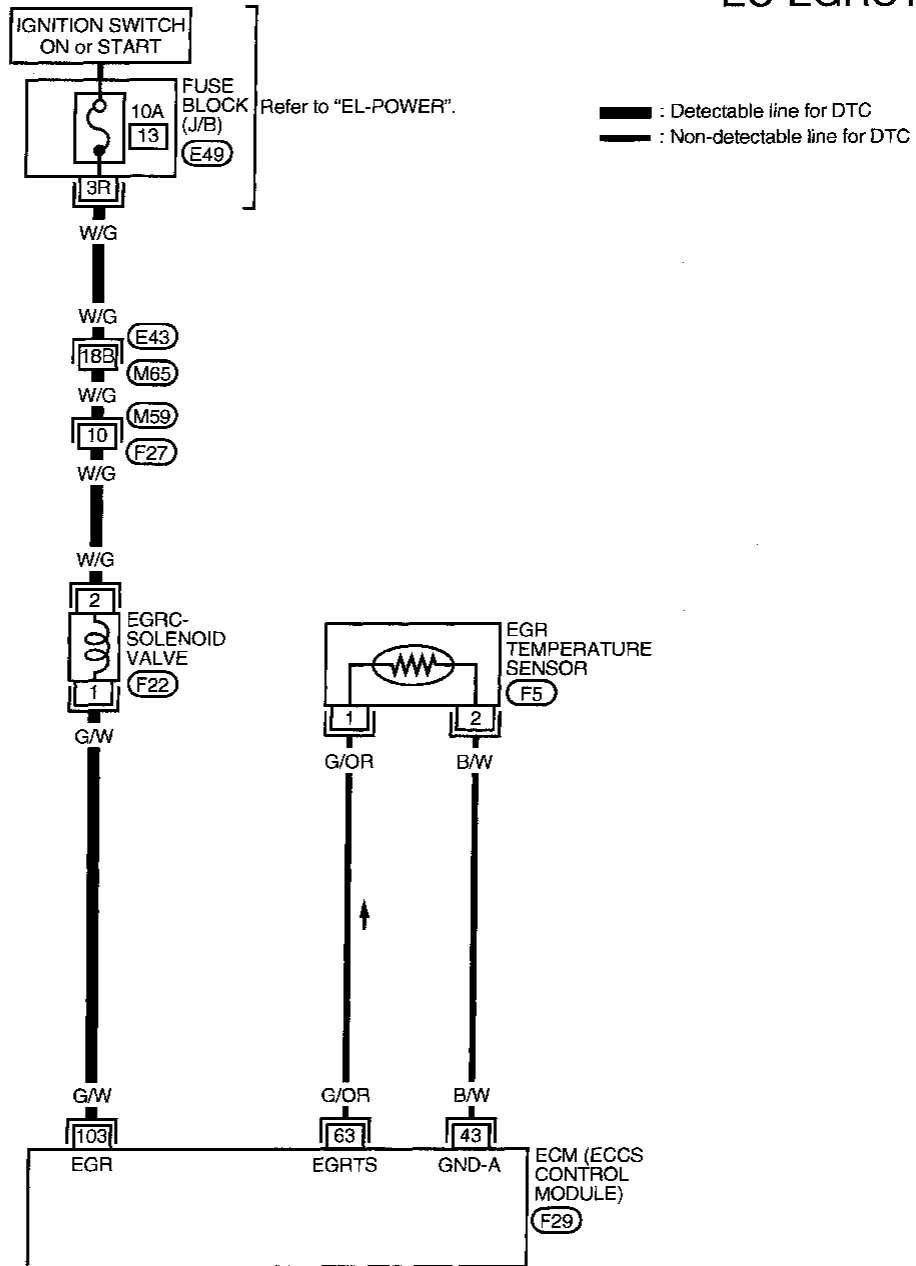 IGNITION SWITCH
ON or START
FUSE
BLOCK
(J/B)
10A
13
E49
Refer to "EL-POWER".
: Detectable line for DTC
: Non-detectable line for DTC
3R
W/G
W/G
E43
18B
M65
W/G
M59
10
F27
W/G
W/G
2
EGRC-
SOLENOID
VALVE
F22
1
G/W
EGR
TEMPERATURE
SENSOR
F5
1
2
G/OR
B/W
G/W
G/OR
B/W
103
63
43
EGR
EGRTS
GND-A
ECM (ECCS
CONTROL
MODULE)
F29